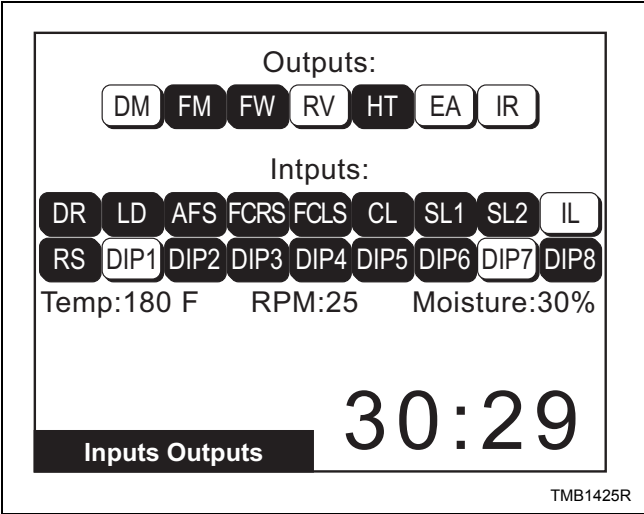 Outputs:
DM FM FW RV HT EA IR
Intputs:
DR LD AFS FCRS FCLS CL SL1 SL2 IL
RS DIP1 DIP2 DIP3 DIP4 DIP5 DIP6 DIP7 DIP8
Temp:180 F RPM:25 Moisture:30%
30:29
Inputs Outputs
TMB1425R